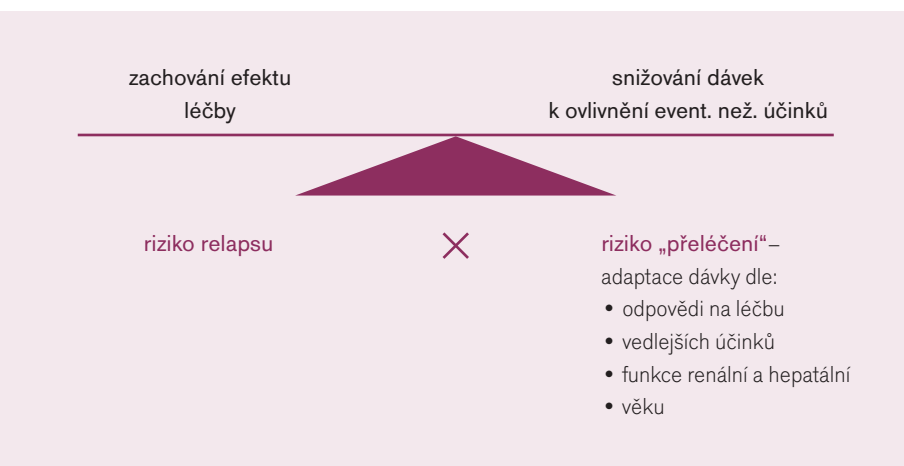 zachování efektu
léčby
snižování dávek
k ovlivnění event. než. účinků
riziko relapsu
riziko „přeléčení“–
adaptace dávky dle:
• odpovědi na léčbu
• vedlejších účinků
• funkce renální a hepatální
• věku